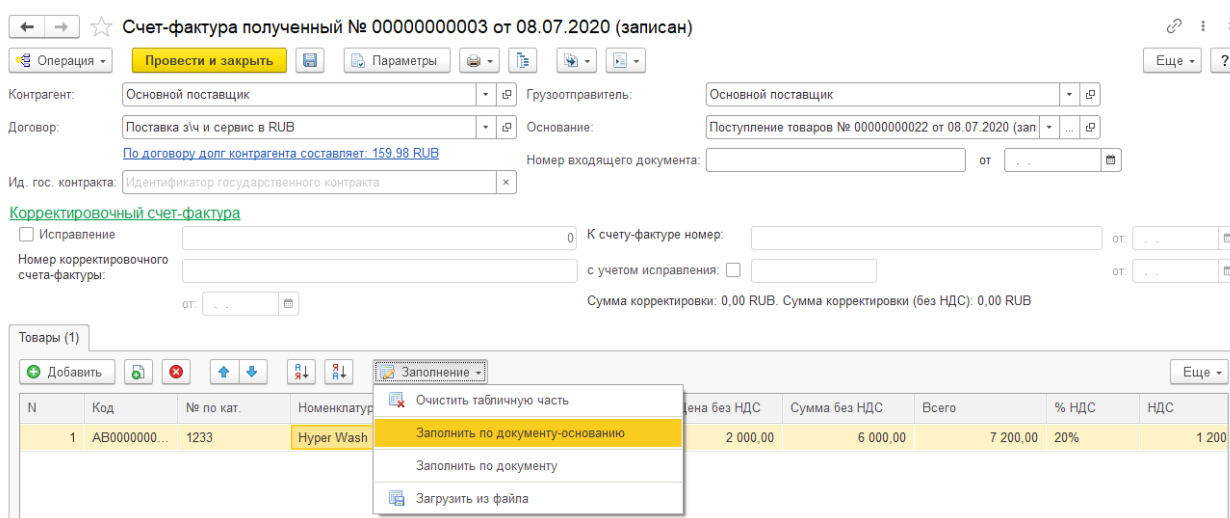 Счет-фактура полученный № 00000000003 от 08.07.2020 (записан)
Операция Провести и закрыть Параметры Еще ?
Контрагент: Основной поставщик Грузоотправитель: Основной поставщик
Договор: Поставка з\ч и сервис в RUB Основание: Поступление товаров № 00000000022 от 08.07.2020 (зап ...
По договору долг контрагента составляет: 159,98 RUB Номер входящего документа: от . .
Ид. гос. контракта: Идентификатор государственного контракта ×
Корректировочный счет-фактура
Исправление 0 К счету-фактуре номер: от: . .
Номер корректировочного
счета-фактуры: с учетом исправления: от: . .
от: . . Сумма корректировки: 0,00 RUB. Сумма корректировки (без НДС): 0,00 RUB
Товары (1)
Добавить Заполнение Еще
N Код № по кат. Номенклатур Цена без НДС Сумма без НДС Всего % НДС НДС
1 AB0000000... 1233 Hyper Wash 2 000,00 6 000,00 7 200,00 20% 1 200
Очистить табличную часть
Заполнить по документу-основанию
Заполнить по документу
Загрузить из файла